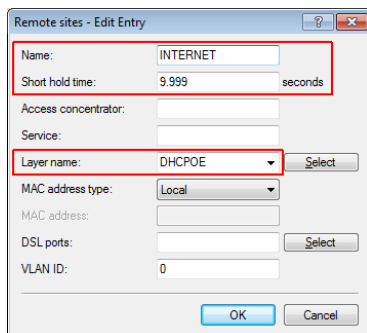 Remote sites - Edit Entry
Name: INTERNET
Short hold time: 9.999 seconds
Access concentrator:
Service:
Layer name: DHCPOE Select
MAC address type: Local
MAC address:
DSL ports: Select
VLAN ID: 0
OK Cancel